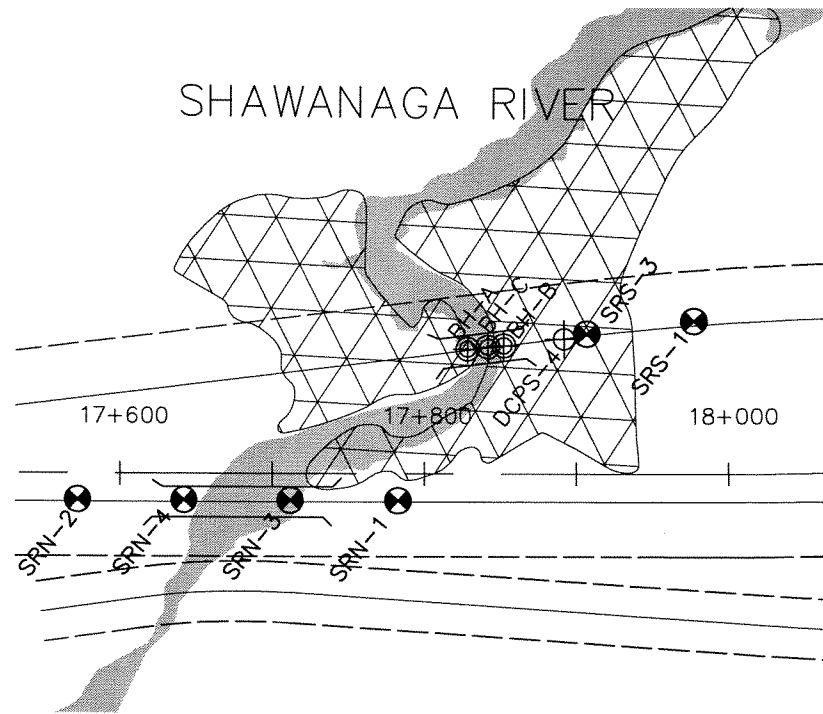 SHAWANAGA RIVER
BH-A
BH-C
BH-B
SRS-3
DCPS-4
SRS-1
17+600
17+800
18+000
SRN-2
SRN-4
SRN-3
SRN-1